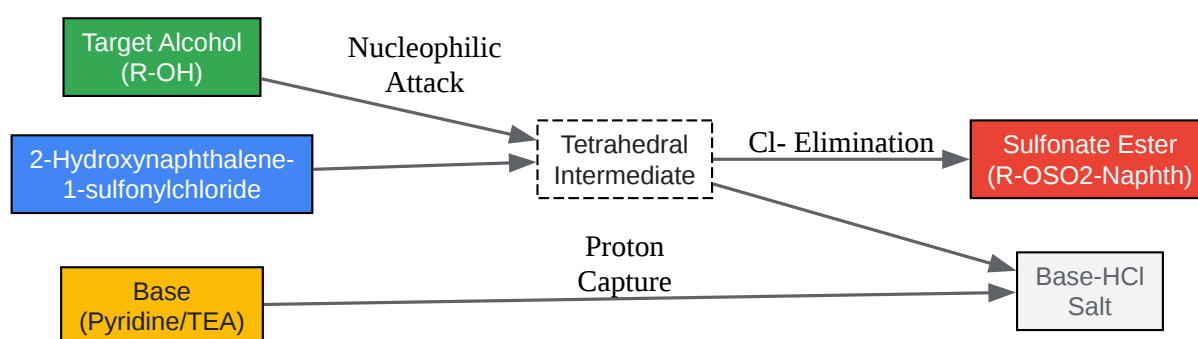 Target Alcohol
(R-OH)
Nucleophilic
Attack
2-Hydroxynaphthalene-
1-sulfonylchloride
Tetrahedral
Intermediate
Cl- Elimination
Sulfonate Ester
(R-OSO2-Naphth)
Base
(Pyridine/TEA)
Proton
Capture
Base-HCl
Salt